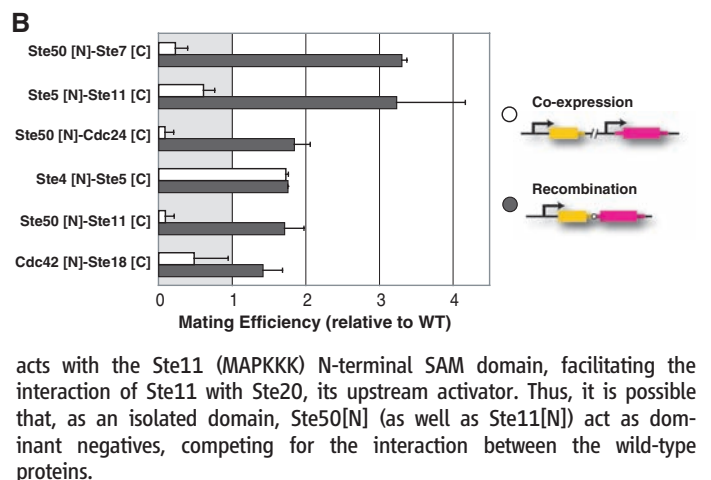 B
Ste50 [N]-Ste7 [C]
Ste5 [N]-Ste11 [C]
Ste50 [N]-Cdc24 [C]
Ste4 [N]-Ste5 [C]
Ste50 [N]-Ste11 [C]
Cdc42 [N]-Ste18 [C]
0 1 2 3 4
Mating Efficiency (relative to WT)
Co-expression
Recombination
acts with the Ste11 (MAPKKK) N-terminal SAM domain, facilitating the
interaction of Ste11 with Ste20, its upstream activator. Thus, it is possible
that, as an isolated domain, Ste50[N] (as well as Ste11[N]) act as dom-
inant negatives, competing for the interaction between the wild-type
proteins.